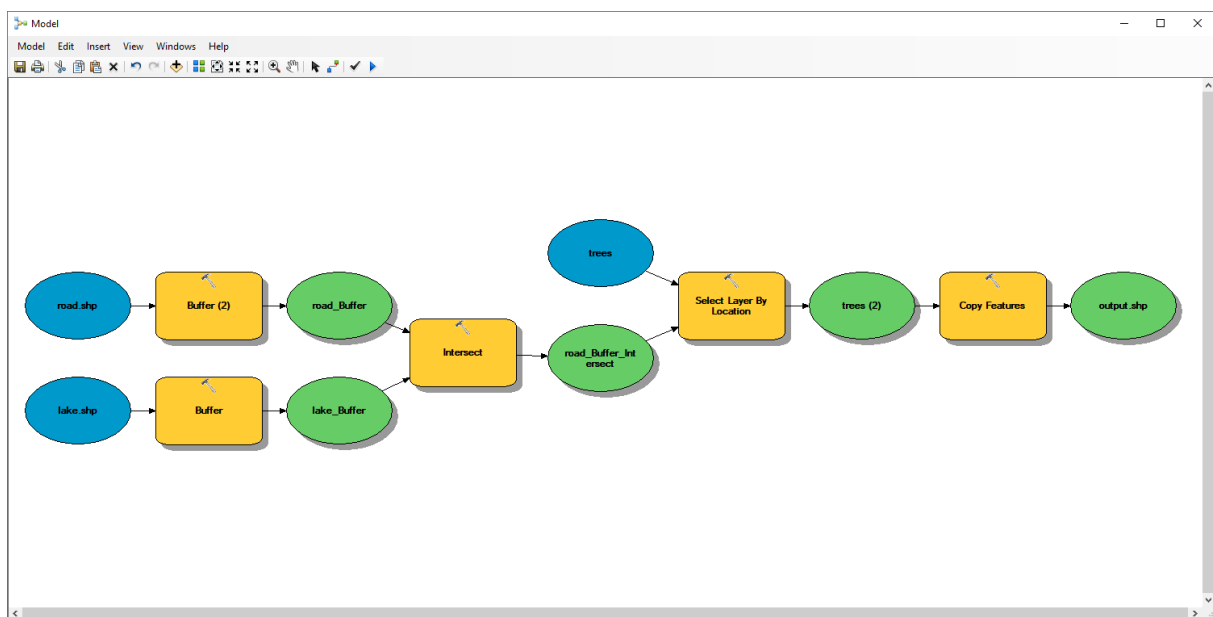 Model
Model Edit Insert View Windows Help
trees
road.shp
Buffer (2)
road_Buffer
Select Layer By
Location
trees (2)
Copy Features
output.shp
Intersect
road_Buffer_Int
ersect
lake.shp
Buffer
lake_Buffer